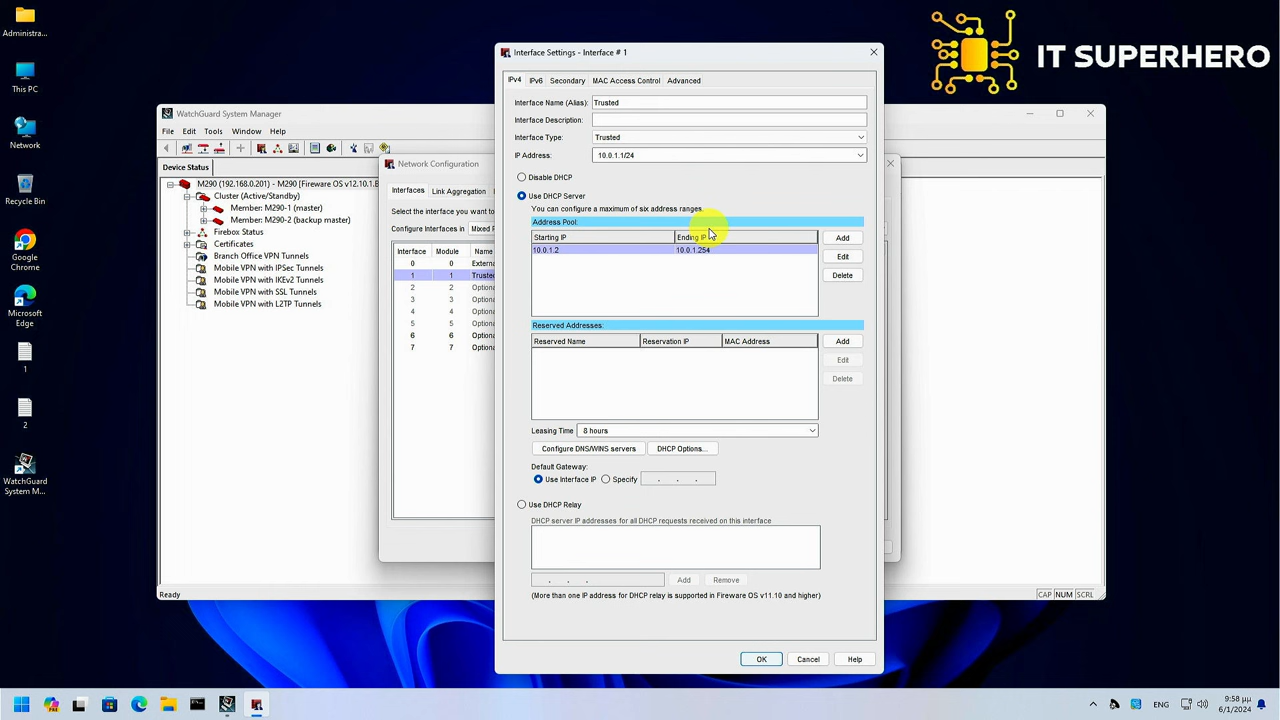 Administra...
This PC
Network
Recycle Bin
Google
Chrome
Microsoft
Edge
1
2
WatchGuard
System M...
IT SUPERHERO
WatchGuard System Manager
File Edit Tools Window Help
Device Status
M290 (192.168.0.201) - M290 [Fireware OS v12.10.1.B
Cluster (Active/Standby)
Member: M290-1 (master)
Member: M290-2 (backup master)
Firebox Status
Certificates
Branch Office VPN Tunnels
Mobile VPN with IPSec Tunnels
Mobile VPN with IKEv2 Tunnels
Mobile VPN with SSL Tunnels
Mobile VPN with L2TP Tunnels
Ready
CAP NUM SCRL
Network Configuration
Interfaces Link Aggregation
Select the interface you want to
Configure Interfaces in Mixed
Interface Module Name
0 0 Extern
1 1 Truste
2 2 Option
3 3 Option
4 4 Option
5 5 Option
6 6 Option
7 7 Option
Interface Settings - Interface # 1
IPv4 IPv6 Secondary MAC Access Control Advanced
Interface Name (Alias): Trusted
Interface Description:
Interface Type: Trusted
IP Address: 10.0.1.1/24
Disable DHCP
Use DHCP Server
You can configure a maximum of six address ranges.
Address Pool:
Starting IP Ending IP
10.0.1.2 10.0.1.254
Add
Edit
Delete
Reserved Addresses:
Reserved Name Reservation IP MAC Address
Add
Edit
Delete
Leasing Time 8 hours
Configure DNS/WINS servers DHCP Options...
Default Gateway:
Use Interface IP Specify . . .
Use DHCP Relay
DHCP server IP addresses for all DHCP requests received on this interface
. . . Add Remove
(More than one IP address for DHCP relay is supported in Fireware OS v11.10 and higher)
OK Cancel Help
ENG
9:58 μμ
6/1/2024